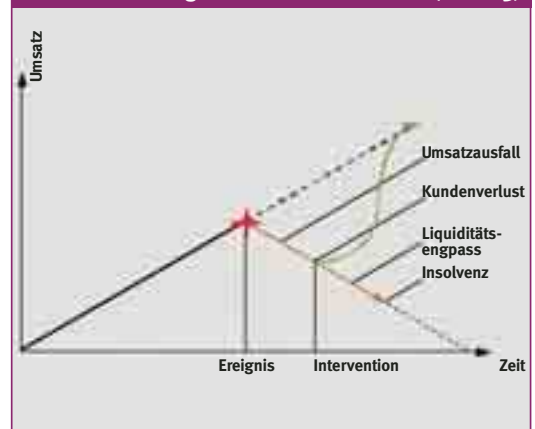 Umsatz
Umsatzausfall
Kundenverlust
Liquiditäts-
engpass
Insolvenz
Ereignis
Intervention
Zeit